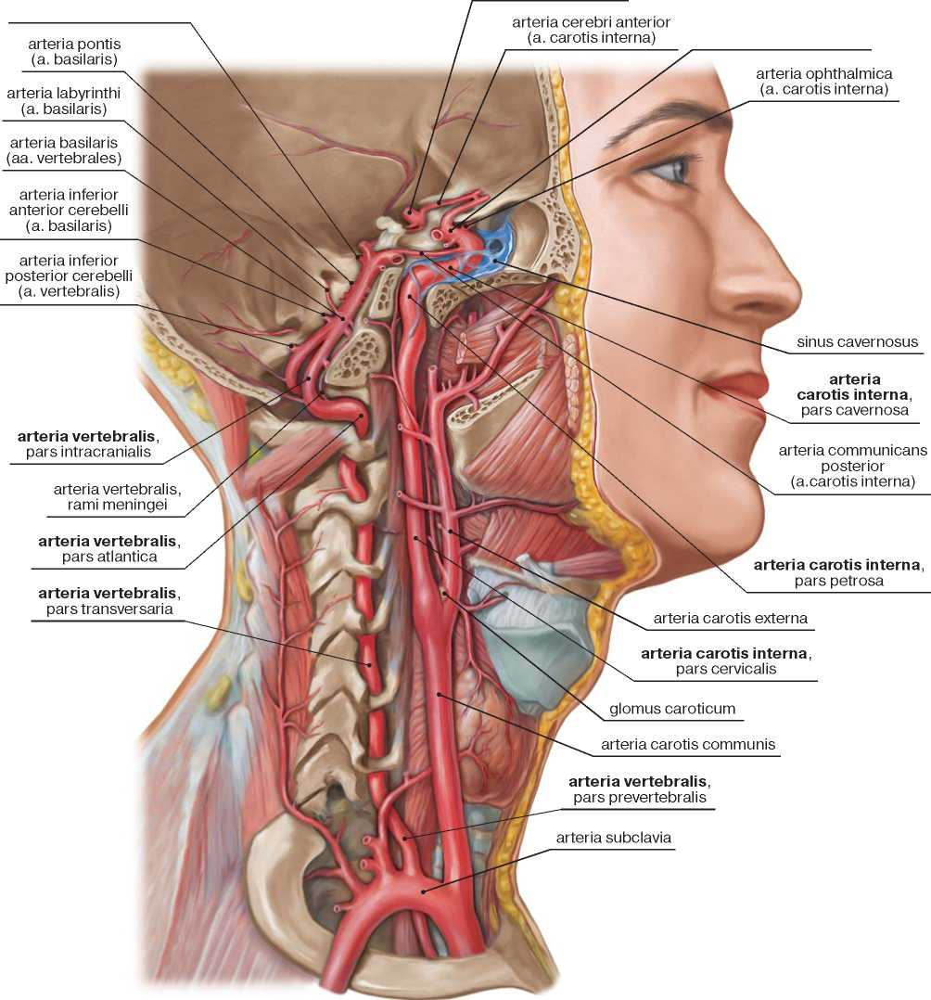 arteria cerebri anterior
(a. carotis interna)
arteria pontis
(a. basilaris)
arteria ophthalmica
(a. carotis interna)
arteria labyrinthi
(a. basilaris)
arteria basilaris
(aa. vertebrales)
arteria inferior
anterior cerebelli
(a. basilaris)
arteria inferior
posterior cerebelli
(a. vertebralis)
sinus cavernosus
arteria
carotis interna,
pars cavernosa
arteria vertebralis,
pars intracranialis
arteria communicans
posterior
(a.carotis interna)
arteria vertebralis,
rami meningei
arteria vertebralis,
pars atlantica
arteria carotis interna,
pars petrosa
arteria vertebralis,
pars transversaria
arteria carotis externa
arteria carotis interna,
pars cervicalis
glomus caroticum
arteria carotis communis
arteria vertebralis,
pars prevertebralis
arteria subclavia